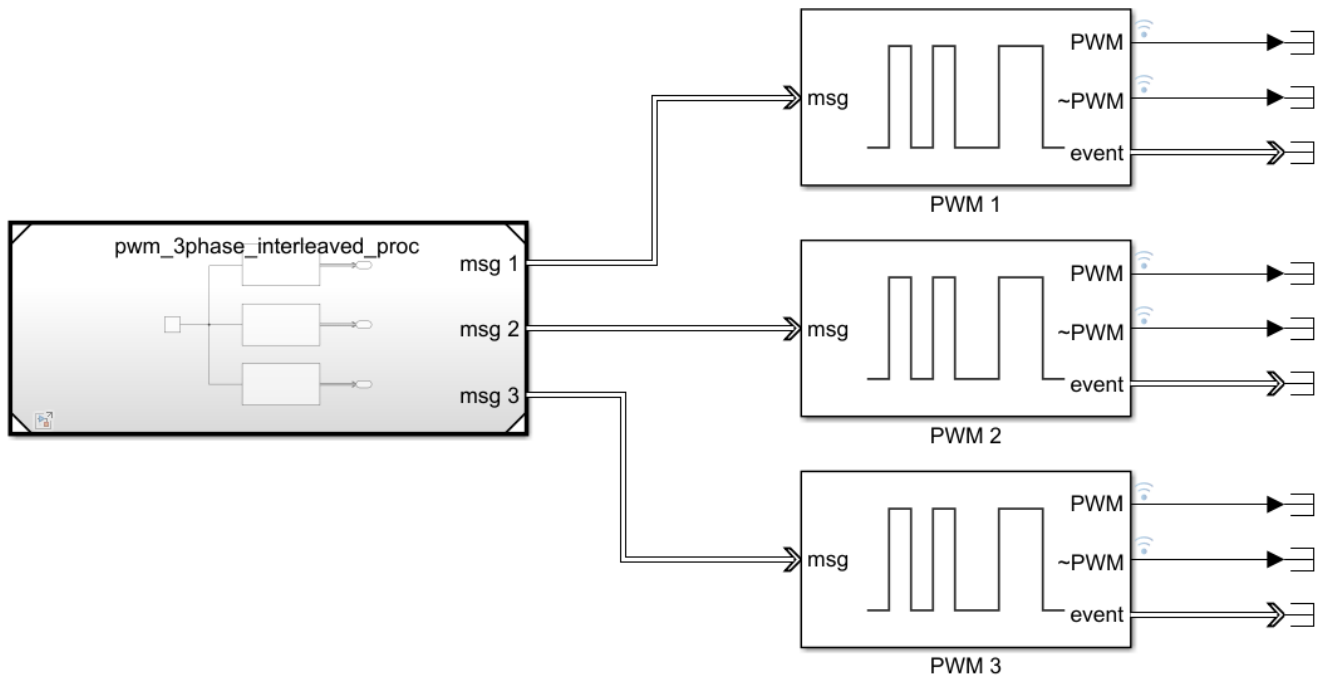 pwm_3phase_interleaved_proc
msg 1
msg 2
msg 3
msg
PWM
~PWM
event
PWM 1
msg
PWM
~PWM
event
PWM 2
msg
PWM
~PWM
event
PWM 3